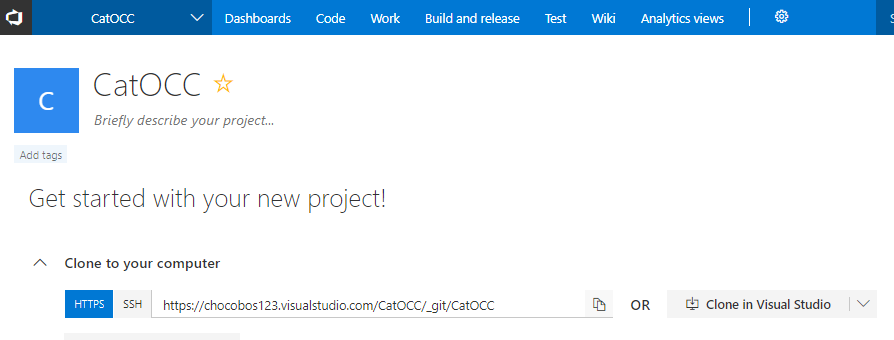 CatOCC Dashboards Code Work Build and release Test Wiki Analytics views
C
CatOCC
Briefly describe your project...
Add tags
Get started with your new project!
Clone to your computer
HTTPS SSH https://chocobos123.visualstudio.com/CatOCC/_git/CatOCC OR Clone in Visual Studio